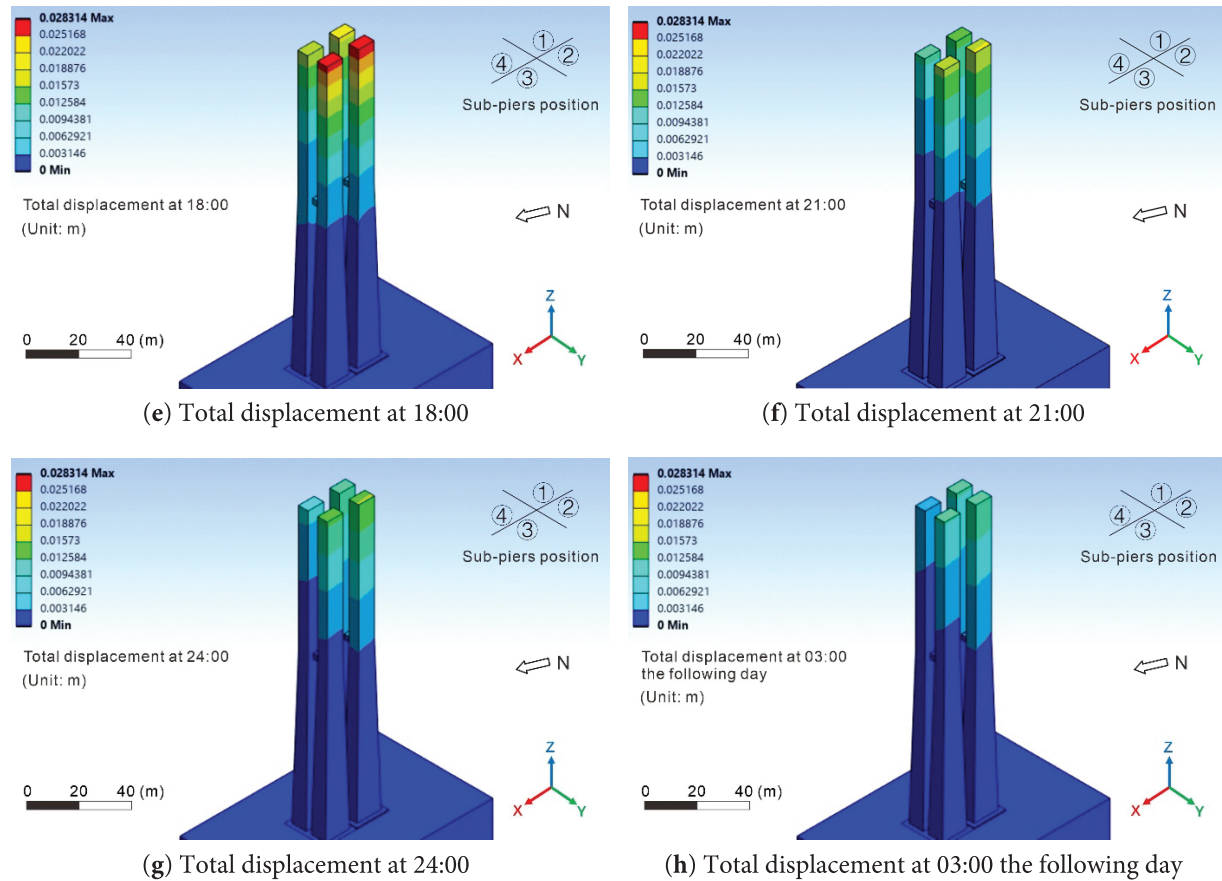 0.028314 Max
0.025168
0.022022
0.018876
0.01573
0.012584
0.0094381
0.0062921
0.003146
0 Min
Total displacement at 18:00
(Unit: m)
0 20 40 (m)
① ② ③ ④
Sub-piers position
N
Z
X
Y
(e) Total displacement at 18:00
0.028314 Max
0.025168
0.022022
0.018876
0.01573
0.012584
0.0094381
0.0062921
0.003146
0 Min
Total displacement at 21:00
(Unit: m)
0 20 40 (m)
① ② ③ ④
Sub-piers position
N
Z
X
Y
(f) Total displacement at 21:00
0.028314 Max
0.025168
0.022022
0.018876
0.01573
0.012584
0.0094381
0.0062921
0.003146
0 Min
Total displacement at 24:00
(Unit: m)
0 20 40 (m)
① ② ③ ④
Sub-piers position
N
Z
X
Y
(g) Total displacement at 24:00
0.028314 Max
0.025168
0.022022
0.018876
0.01573
0.012584
0.0094381
0.0062921
0.003146
0 Min
Total displacement at 03:00
the following day
(Unit: m)
0 20 40 (m)
① ② ③ ④
Sub-piers position
N
Z
X
Y
(h) Total displacement at 03:00 the following day